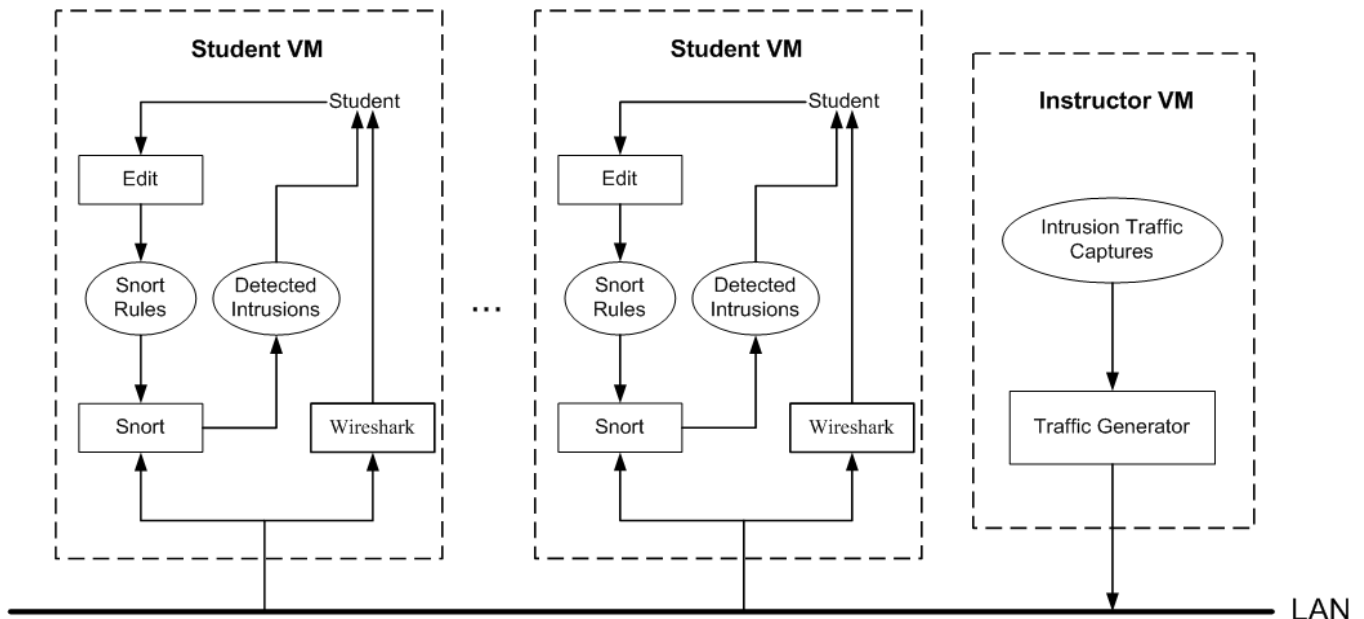 Student VM
Student
Edit
Snort
Rules
Detected
Intrusions
Snort
Wireshark
...
Student VM
Student
Edit
Snort
Rules
Detected
Intrusions
Snort
Wireshark
Instructor VM
Intrusion Traffic
Captures
Traffic Generator
LAN